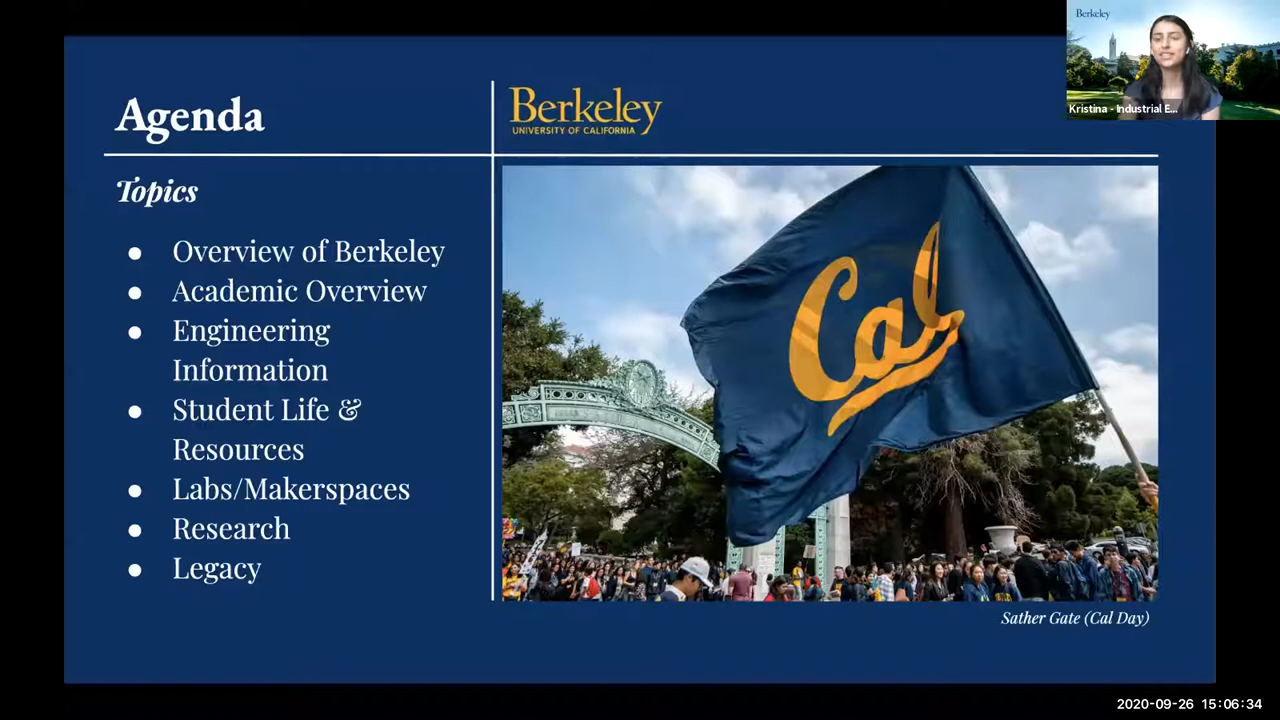 Agenda
Berkeley
UNIVERSITY OF CALIFORNIA
Berkeley
Kristina - Industrial E...
Topics
● Overview of Berkeley
● Academic Overview
● Engineering
Information
● Student Life &
Resources
● Labs/Makerspaces
● Research
● Legacy
Cal
Sather Gate (Cal Day)
2020-09-26 15:06:34